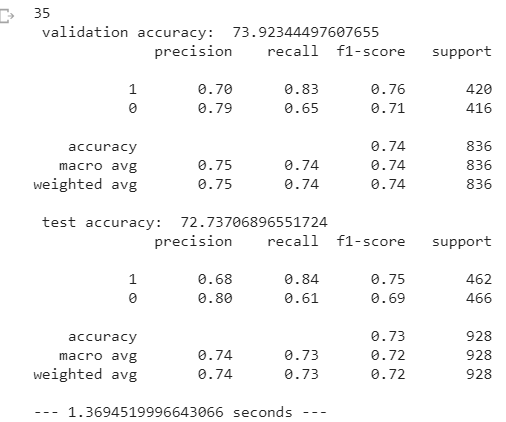 35
validation accuracy: 73.92344497607655
precision recall f1-score support
1 0.70 0.83 0.76 420
0 0.79 0.65 0.71 416
accuracy 0.74 836
macro avg 0.75 0.74 0.74 836
weighted avg 0.75 0.74 0.74 836
test accuracy: 72.73706896551724
precision recall f1-score support
1 0.68 0.84 0.75 462
0 0.80 0.61 0.69 466
accuracy 0.73 928
macro avg 0.74 0.73 0.72 928
weighted avg 0.74 0.73 0.72 928
--- 1.3694519996643066 seconds ---